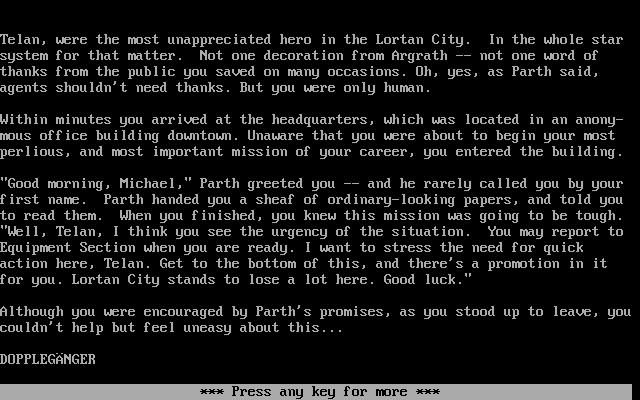 Telan, were the most unappreciated hero in the Lortan City.  In the whole star
system for that matter.  Not one decoration from Argrath -- not one word of
thanks from the public you saved on many occasions. Oh, yes, as Parth said,
agents shouldn't need thanks. But you were only human.
Within minutes you arrived at the headquarters, which was located in an anony-
mous office building downtown. Unaware that you were about to begin your most
perlious, and most important mission of your career, you entered the building.
"Good morning, Michael," Parth greeted you -- and he rarely called you by your
first name.  Parth handed you a sheaf of ordinary-looking papers, and told you
to read them.  When you finished, you knew this mission was going to be tough.
"Well, Telan, I think you see the urgency of the situation.  You may report to
Equipment Section when you are ready. I want to stress the need for quick
action here, Telan. Get to the bottom of this, and there's a promotion in it
for you. Lortan City stands to lose a lot here. Good luck."
Although you were encouraged by Parth's promises, as you stood up to leave, you
couldn't help but feel uneasy about this...
DOPPLEGÄNGER
*** Press any key for more ***